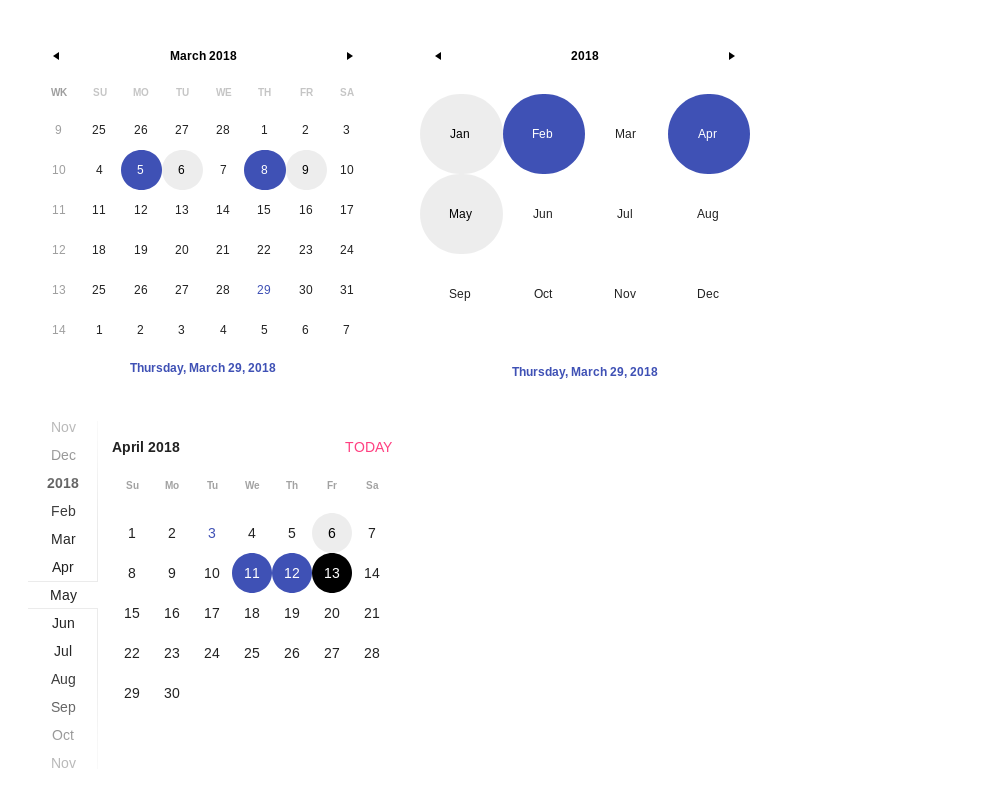 March 2018
WK SU MO TU WE TH FR SA
9 25 26 27 28 1 2 3
10 4 5 6 7 8 9 10
11 11 12 13 14 15 16 17
12 18 19 20 21 22 23 24
13 25 26 27 28 29 30 31
14 1 2 3 4 5 6 7
Thursday, March 29, 2018
2018
Jan Feb Mar Apr
May Jun Jul Aug
Sep Oct Nov Dec
Thursday, March 29, 2018
Nov
Dec
2018
Feb
Mar
Apr
May
Jun
Jul
Aug
Sep
Oct
Nov
April 2018 TODAY
Su Mo Tu We Th Fr Sa
1 2 3 4 5 6 7
8 9 10 11 12 13 14
15 16 17 18 19 20 21
22 23 24 25 26 27 28
29 30